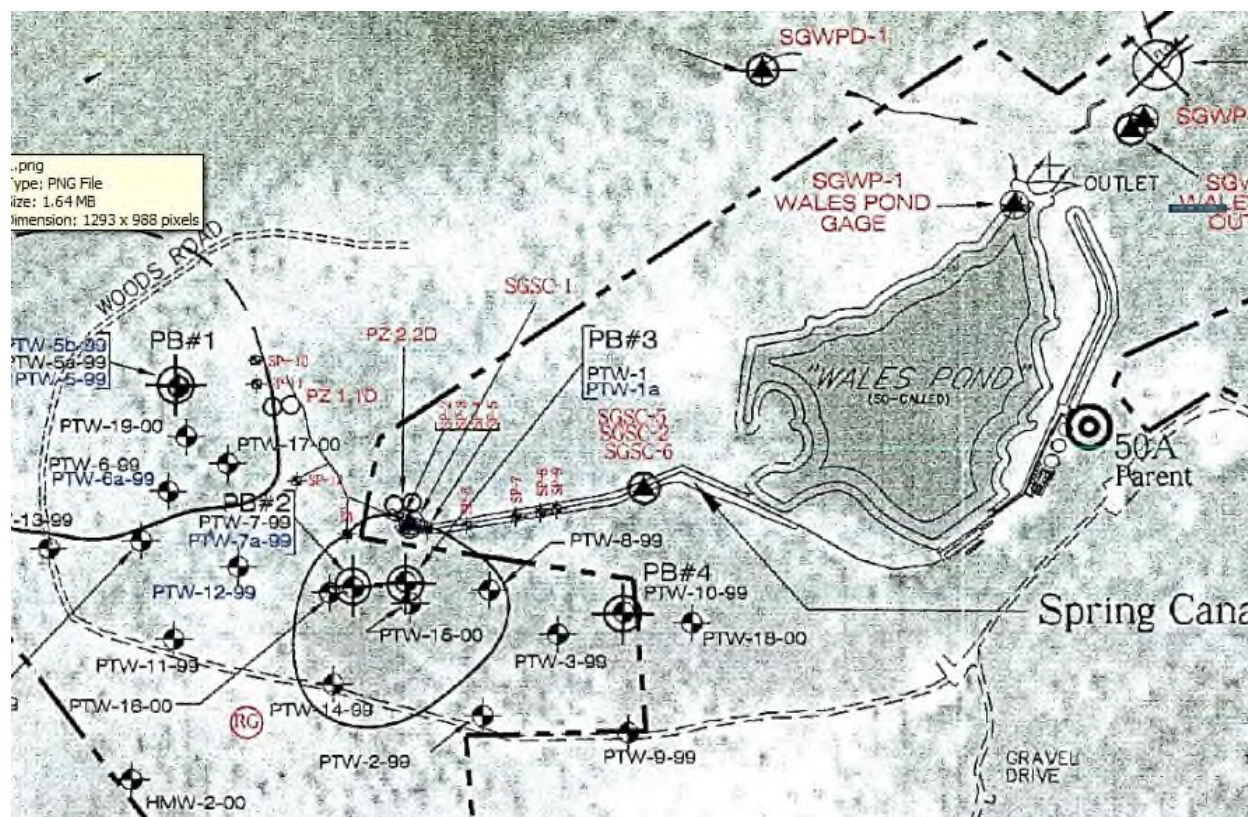 SGWPD-1
SGWP
.png
Type: PNG File
Size: 1.64 MB
Dimension: 1293 x 988 pixels
SGWP-1
WALES POND
GAGE
OUTLET
WOODS ROAD
SGSC-1
PZ 2,2D
PB#1
PTW-5b-99
PTW-5a-99
PTW-5-99
PB#3
PTW-1
PTW-1a
SP-10
PZ 1,1D
"WALES POND"
(SO-CALLED)
SGSC-5
SGSC-2
SGSC-6
PTW-19-00
PTW-17-00
50A
Parent
PTW-6-99
PTW-6a-99
SP-7
SP-6
SP-9
PB#2
PTW-7-99
PTW-7a-99
-13-99
PTW-8-99
PTW-12-99
PB#4
PTW-10-99
Spring Cana
PTW-15-00
PTW-18-00
PTW-3-99
PTW-11-99
PTW-16-00
PTW-14-99
RG
PTW-2-99
PTW-9-99
GRAVEL
DRIVE
HMW-2-00